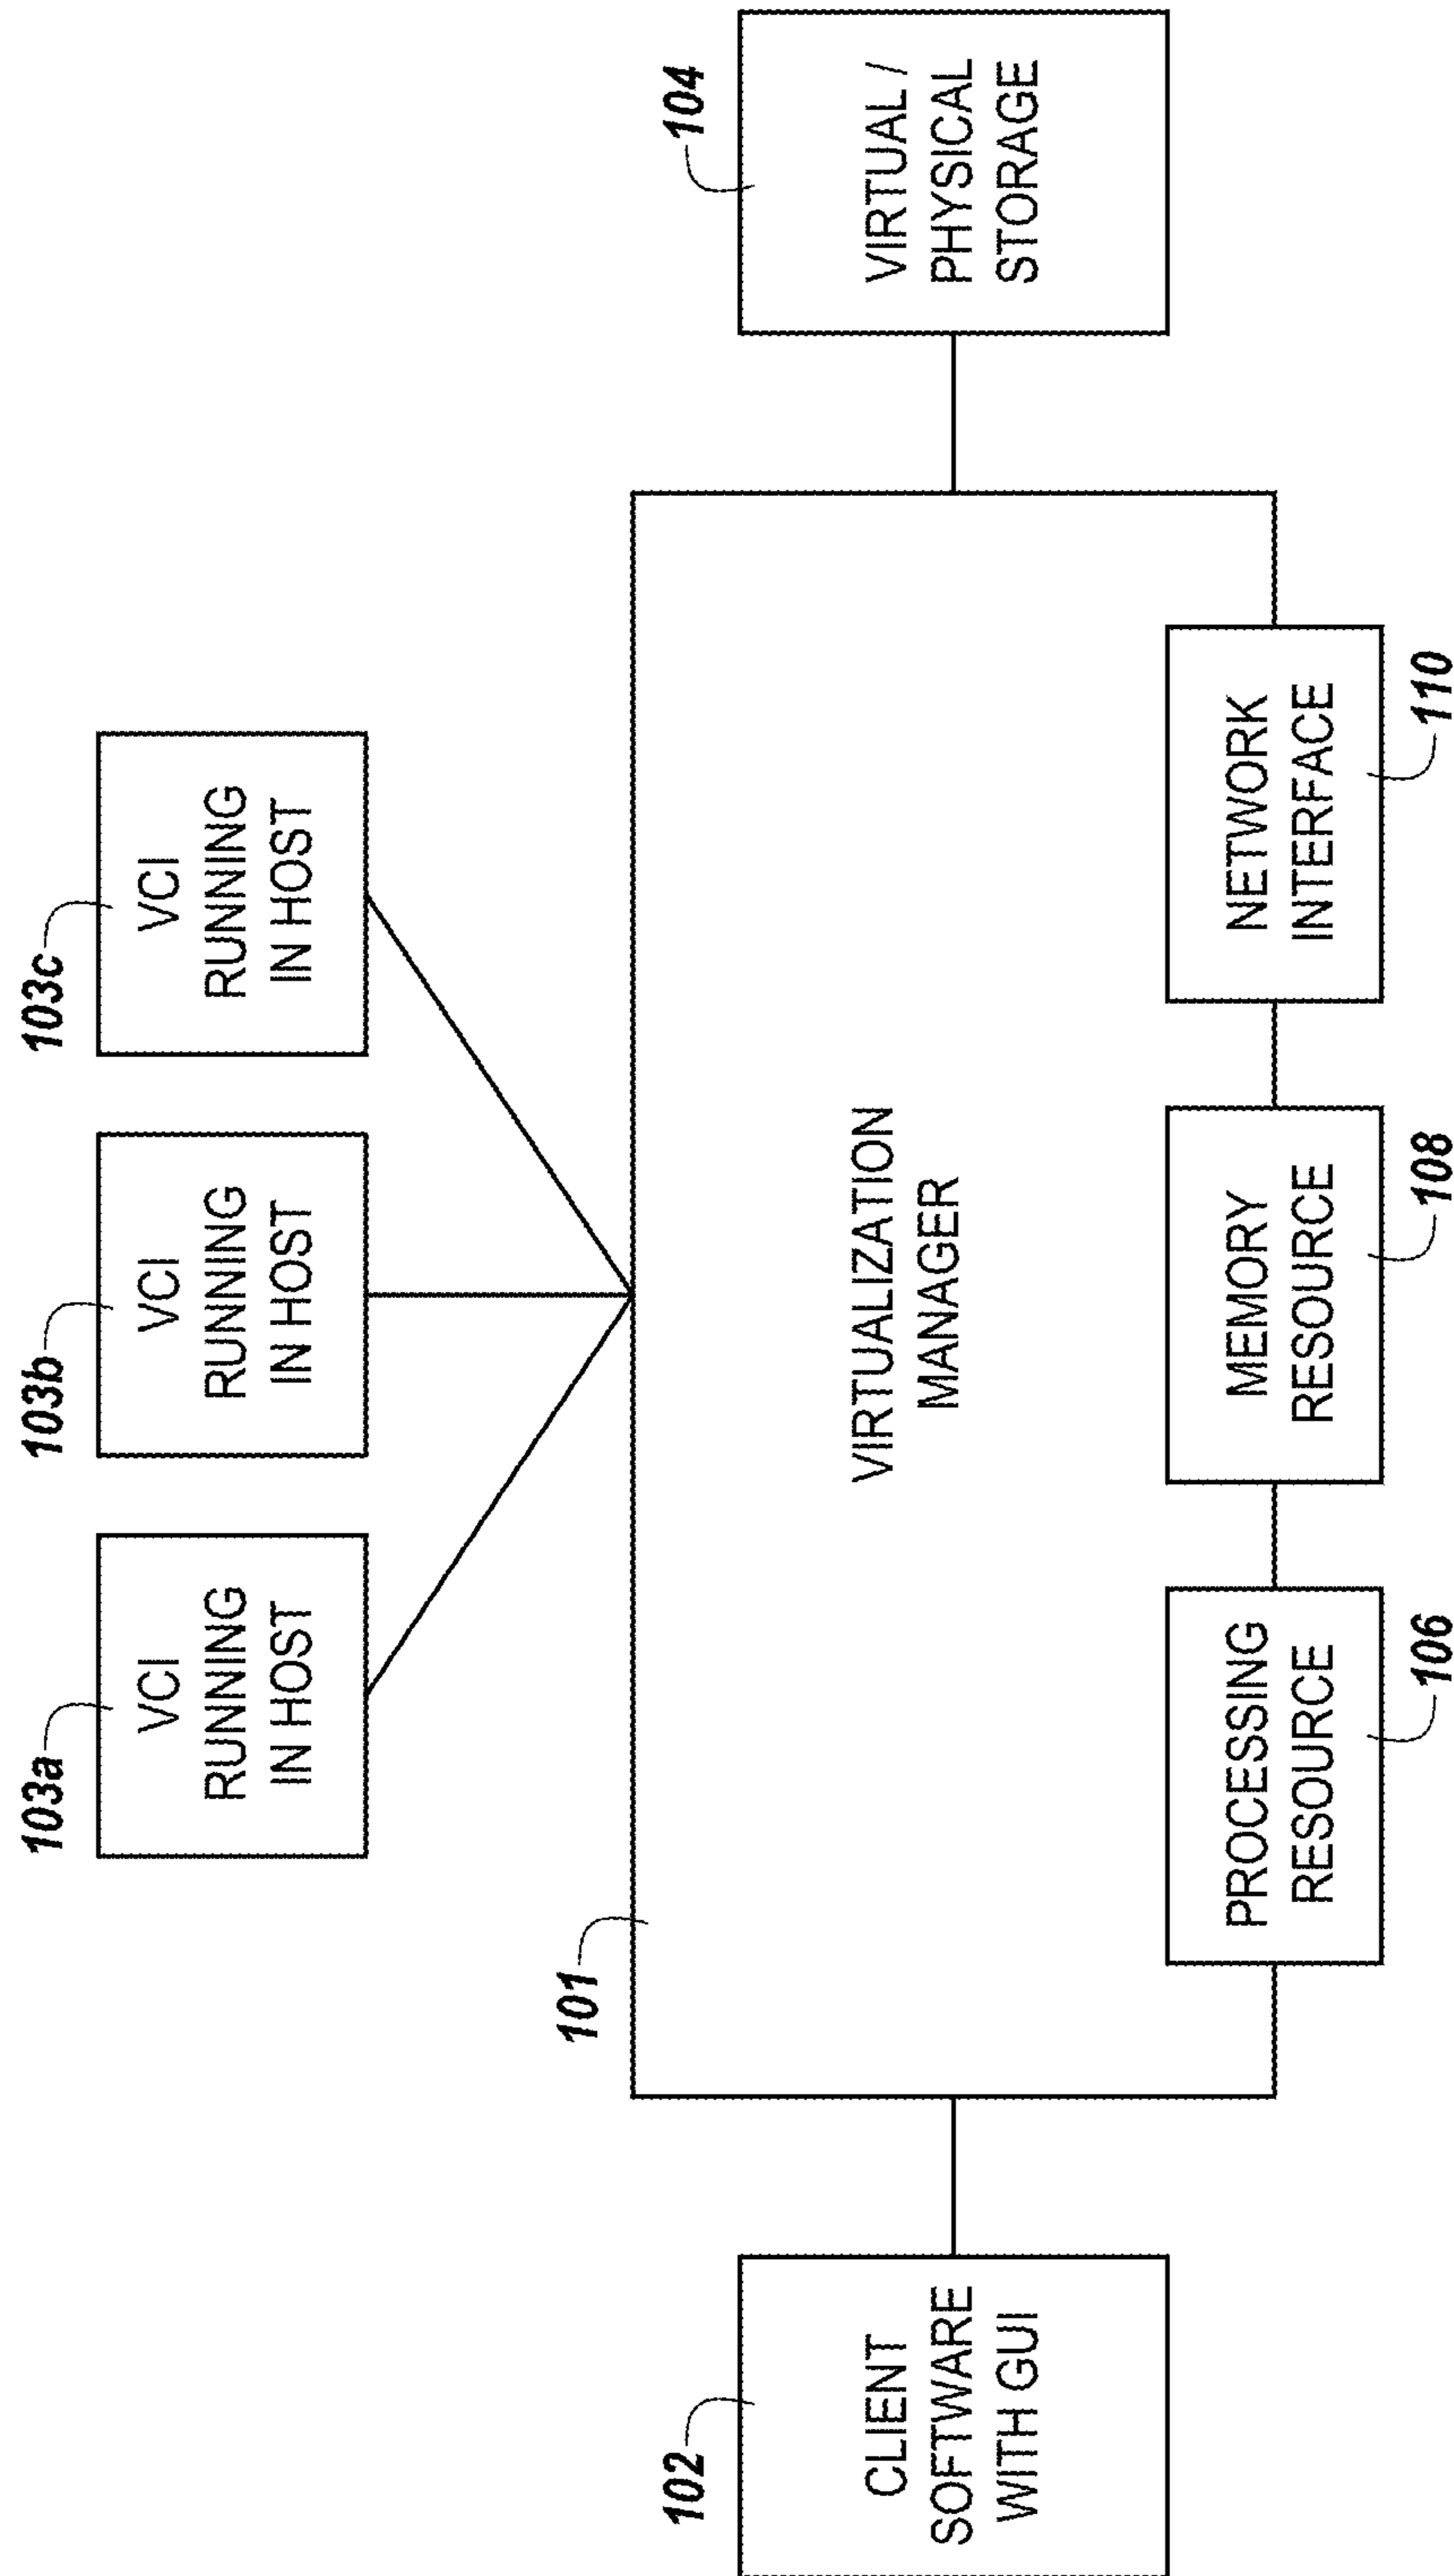 103a
VCI
RUNNING
IN HOST
103b
VCI
RUNNING
IN HOST
103c
VCI
RUNNING
IN HOST
101
VIRTUALIZATION
MANAGER
102
CLIENT
SOFTWARE
WITH GUI
104
VIRTUAL /
PHYSICAL
STORAGE
PROCESSING
RESOURCE
106
MEMORY
RESOURCE
108
NETWORK
INTERFACE
110